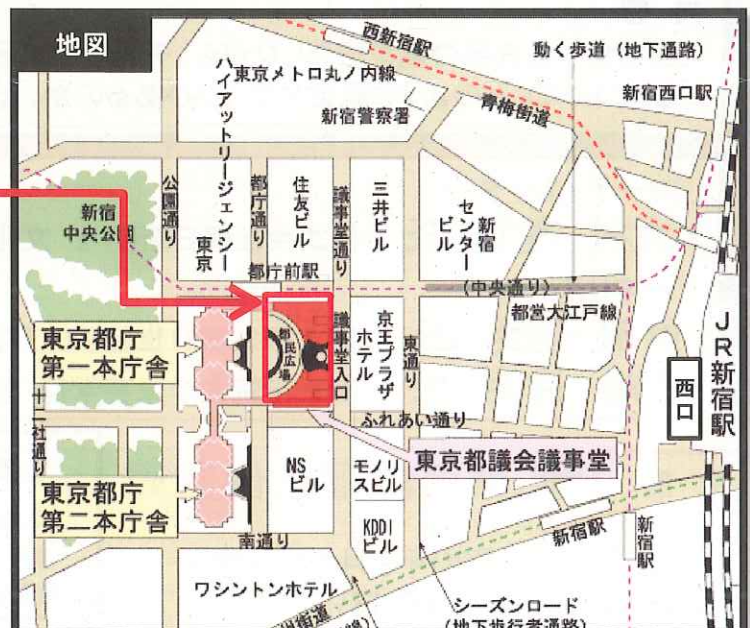 地図
西新宿駅
動く歩道（地下通路）
東京メトロ丸ノ内線
新宿西口駅
ハイアットリージェンシー
東京
新宿警察署
青梅街道
公園通り
都庁通り
住友ビル
議事堂通り
三井ビル
新宿
センター
ビル
新宿
中央公園
都庁前駅
（中央通り）
都営大江戸線
東京都庁
第一本庁舎
都民広場
議事堂入口
京王プラザ
ホテル
東通り
JR新宿駅
西口
十二社通り
ふれあい通り
東京都議会議事堂
東京都庁
第二本庁舎
NS
ビル
モノリ
スビル
KDDI
ビル
南通り
新宿駅
新宿駅
ワシントンホテル
シーズンロード
（地下歩行者通路）
州街道
線）